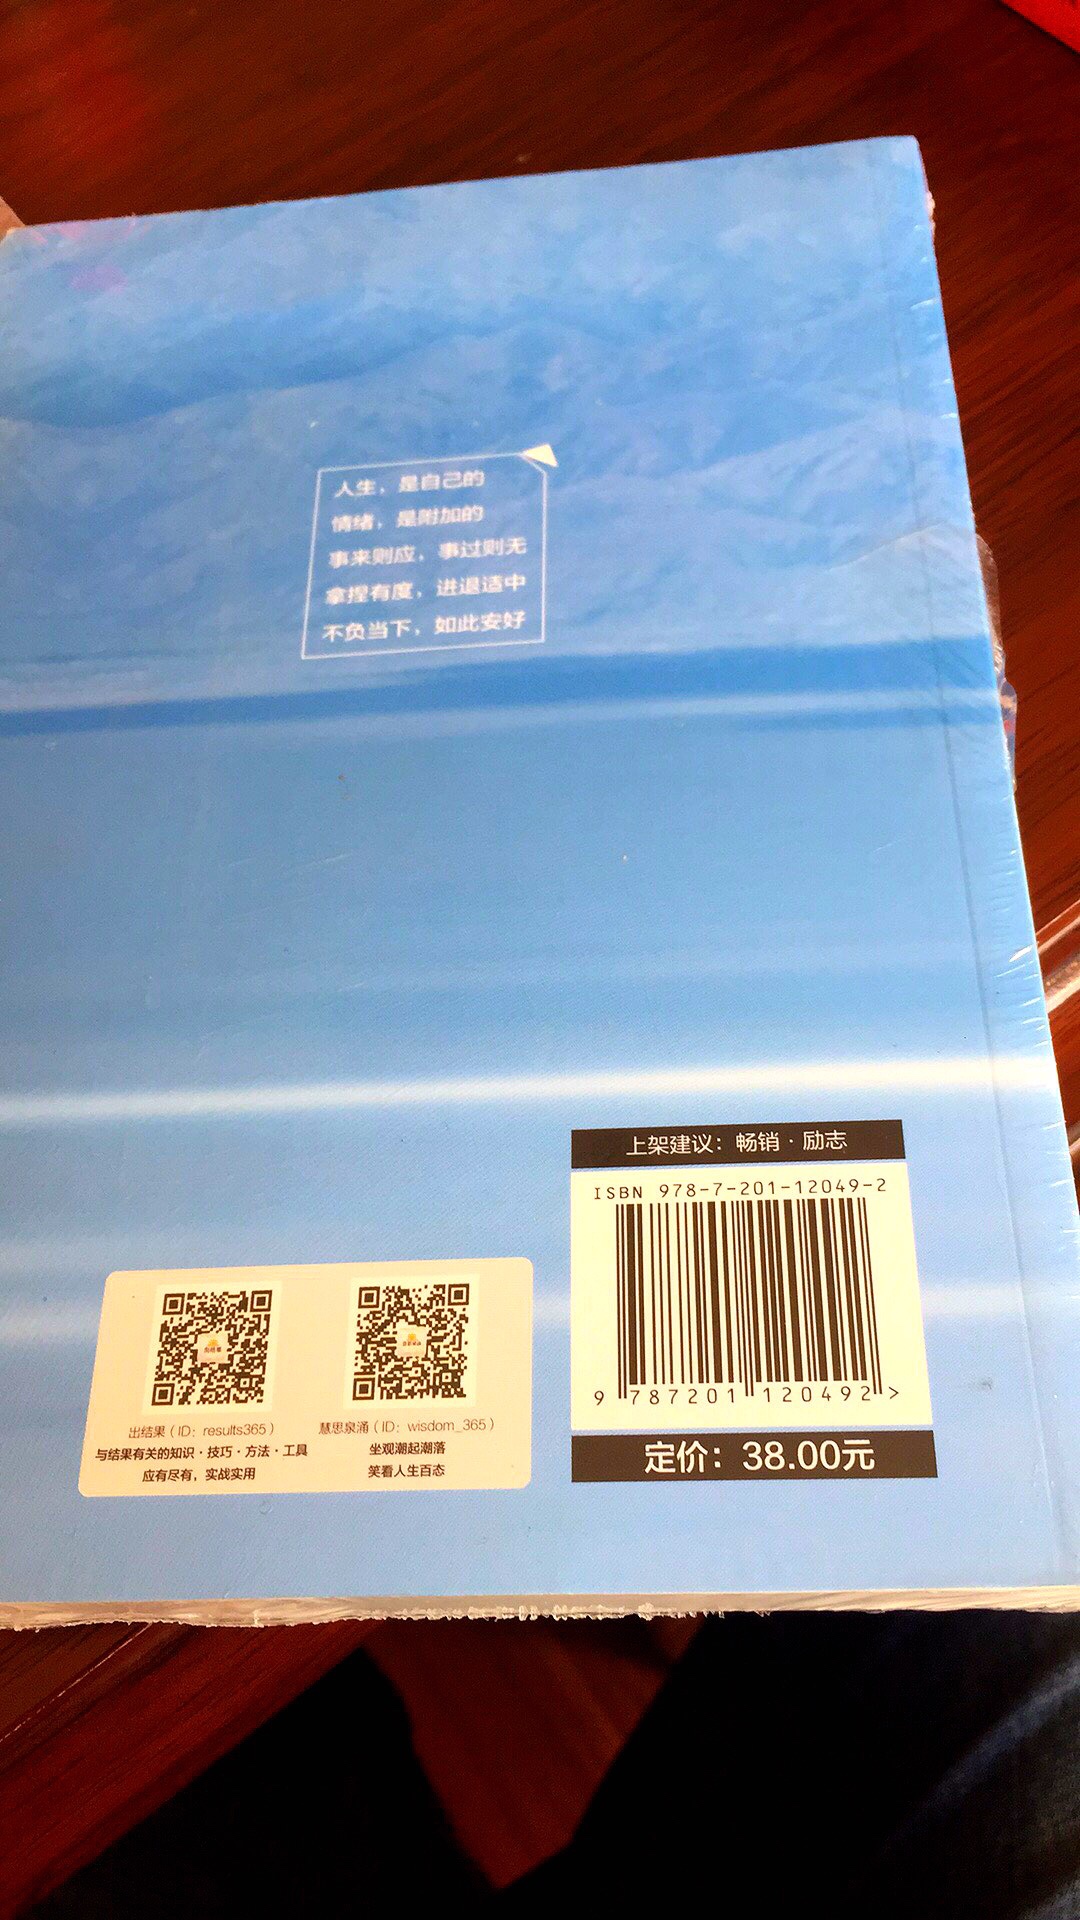 人生，是自己的
情绪，是附加的
事来则应，事过则无
拿捏有度，进退适中
不负当下，如此安好
上架建议：畅销·励志
ISBN 978-7-201-12049-2
9 787201 120492 >
定价：38.00元
出结果（ID：results365）
与结果有关的知识·技巧·方法·工具
应有尽有，实战实用
慧思泉涌（ID：wisdom_365）
坐观潮起潮落
笑看人生百态